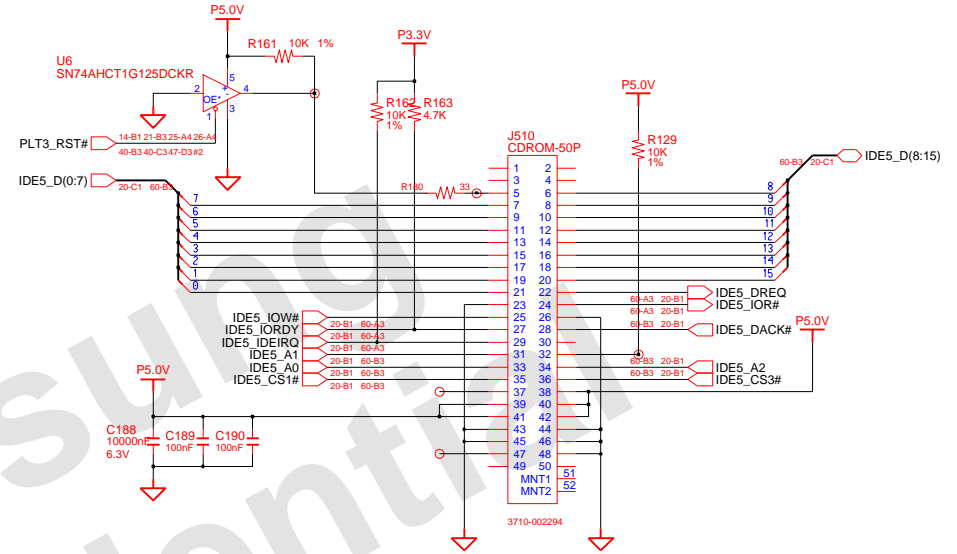 P5.0V
R161 10K 1%
P3.3V
U6
SN74AHCT1G125DCKR
5
2 OE* 4
+
-
1 3
R162
10K
1%
R163
4.7K
P5.0V
R129
10K
1%
PLT3_RST#
14-B1 21-B3 25-A4 26-A4
40-B3 40-C3 47-D3 #2
J510
CDROM-50P
IDE5_D(0:7)
20-C1 60-B3
60-B3 20-C1
IDE5_D(8:15)
R180 33
1 2
3 4
5 6 8
7 7 8 9
6 9 10 10
5 11 12 11
4 13 14 12
3 15 16 13
2 17 18 14
1 19 20 15
0 21 22 IDE5_DREQ
60-A3 20-B1
23 24 IDE5_IOR#
60-A3 20-B1
IDE5_IOW# 25 26
20-B1 60-A3
IDE5_IORDY 27 28 IDE5_DACK#
20-B1 60-A3
60-B3 20-B1
P5.0V
IDE5_IDEIRQ 29 30
20-B1 60-A3
IDE5_A1 31 32
20-B1 60-B3
IDE5_A0 33 34 IDE5_A2
20-B1 60-B3
60-B3 20-B1
IDE5_CS1# 35 36 IDE5_CS3#
20-B1 60-B3
60-B3 20-B1
P5.0V
37 38
39 40
41 42
43 44
45 46
47 48
49 50
MNT1 51
MNT2 52
C188
10000nF
6.3V
C189
100nF
C190
100nF
3710-002294
sung
dential